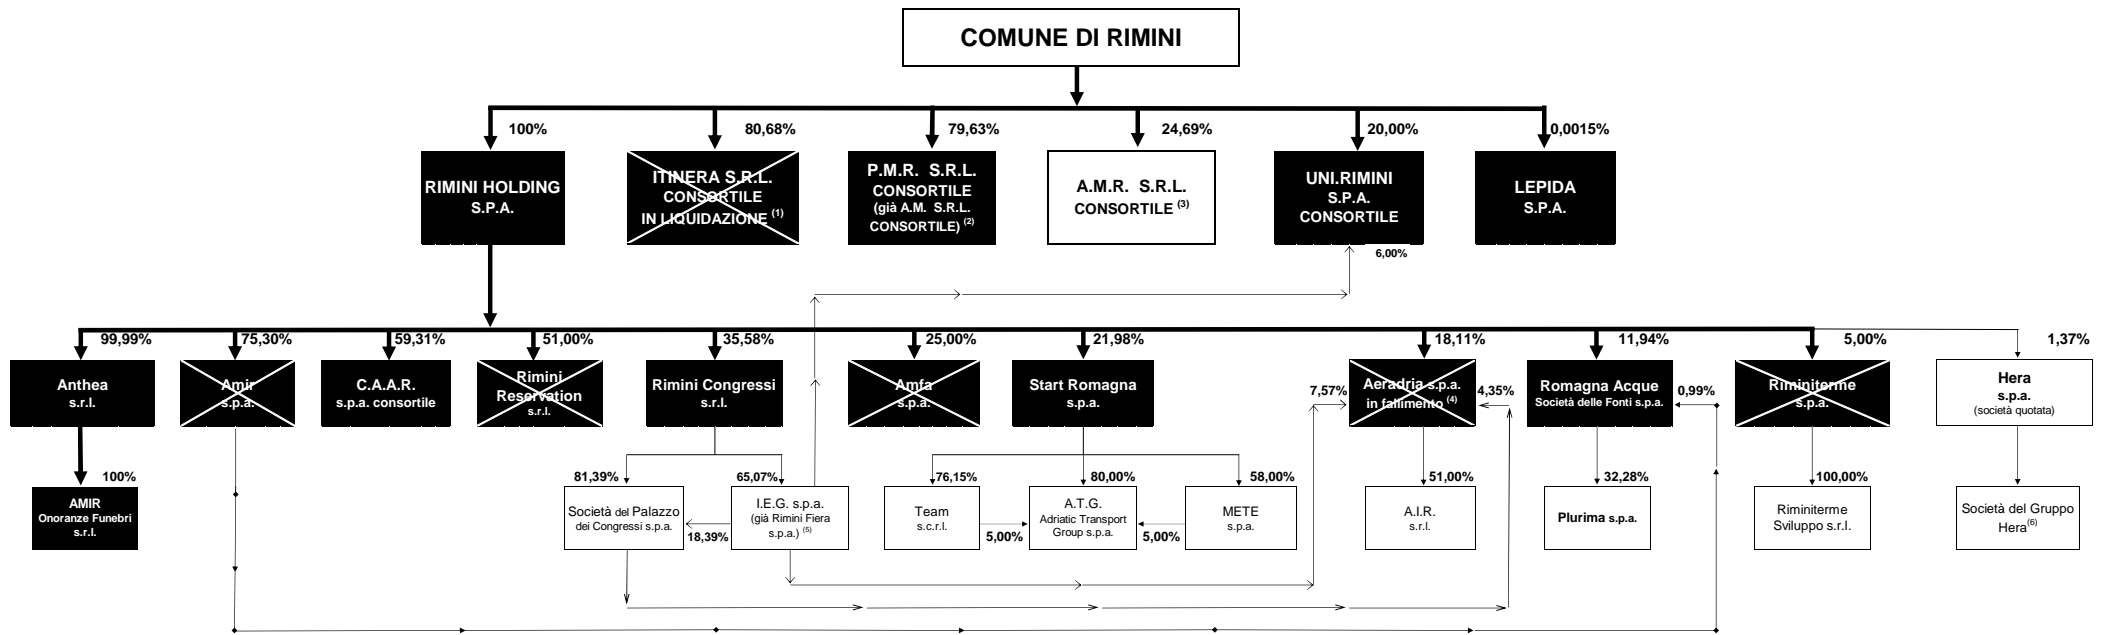 COMUNE DI RIMINI
100%
80,68%
79,63%
24,69%
20,00%
0,0015%
RIMINI HOLDING
S.P.A.
ITINERA S.R.L.
CONSORTILE
IN LIQUIDAZIONE (1)
P.M.R. S.R.L.
CONSORTILE
(già A.M. S.R.L.
CONSORTILE) (2)
A.M.R. S.R.L.
CONSORTILE (3)
UNI.RIMINI
S.P.A.
CONSORTILE
LEPIDA
S.P.A.
6,00%
99,99%
75,30%
59,31%
51,00%
35,58%
25,00%
21,98%
18,11%
11,94%
5,00%
1,37%
Anthea
s.r.l.
Amir
s.p.a.
C.A.A.R.
s.p.a. consortile
Rimini
Reservation
s.r.l.
Rimini Congressi
s.r.l.
Amfa
s.p.a.
Start Romagna
s.p.a.
7,57%
Aeradria s.p.a.
in fallimento (4)
4,35%
Romagna Acque
Società delle Fonti s.p.a.
0,99%
Riminiterme
s.p.a.
Hera
s.p.a.
(società quotata)
100%
81,39%
65,07%
76,15%
80,00%
58,00%
51,00%
32,28%
100,00%
AMIR
Onoranze Funebri
s.r.l.
Società del Palazzo
dei Congressi s.p.a.
18,39%
I.E.G. s.p.a.
(già Rimini Fiera
s.p.a.) (5)
Team
s.c.r.l.
5,00%
A.T.G.
Adriatic Transport
Group s.p.a.
5,00%
METE
s.p.a.
A.I.R.
s.r.l.
Plurima s.p.a.
Riminiterme
Sviluppo s.r.l.
Società del Gruppo
Hera(6)